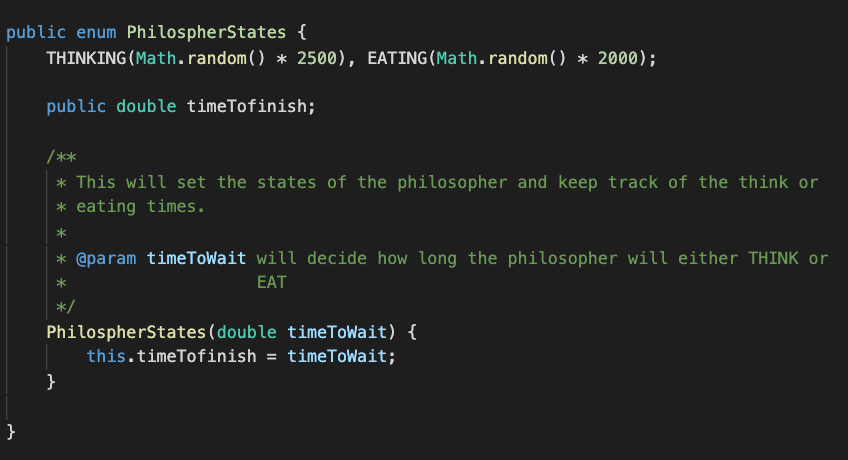 public enum PhilospherStates {
    THINKING(Math.random() * 2500), EATING(Math.random() * 2000);
    public double timeTofinish;
    /**
     * This will set the states of the philosopher and keep track of the think or
     * eating times.
     *
     * @param timeToWait will decide how long the philosopher will either THINK or
     *                   EAT
     */
    PhilospherStates(double timeToWait) {
        this.timeTofinish = timeToWait;
    }
}